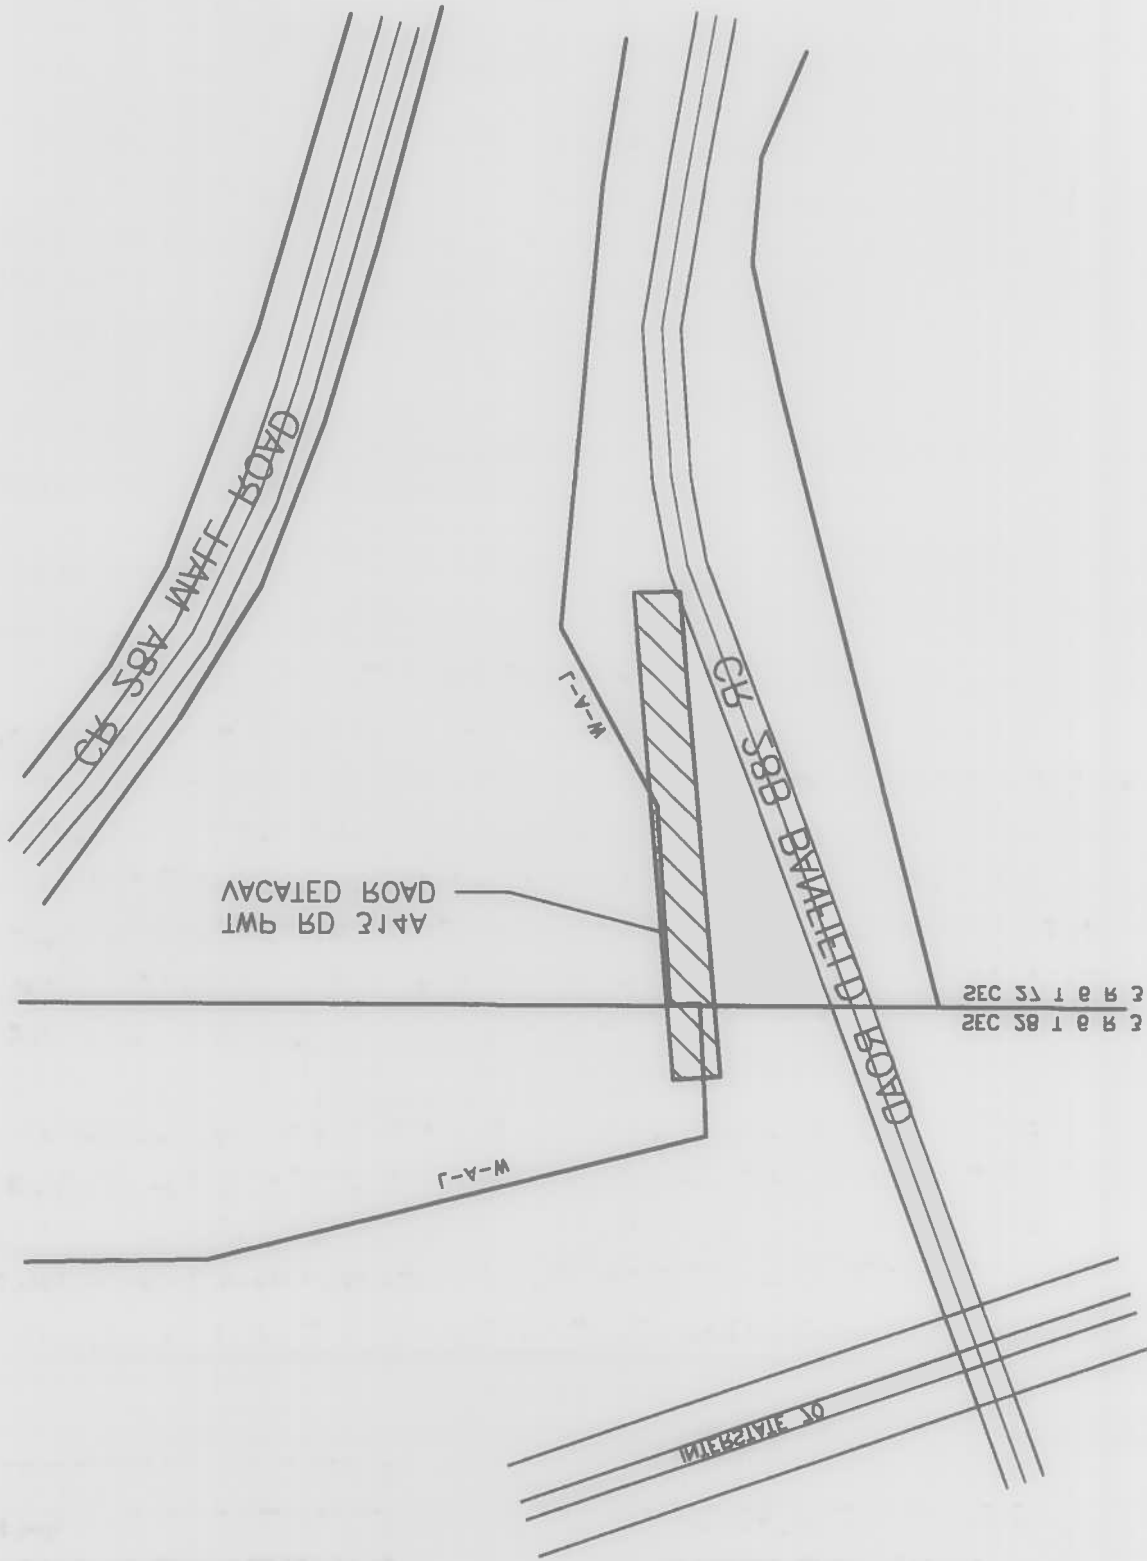 INTERSTATE 70
L-A-W
SEC 28 T 6 R 3
SEC 27 T 6 R 3
TWP RD 314A
VACATED ROAD
CR 28B BANFIELD ROAD
L-A-W
CR 28A MALL ROAD